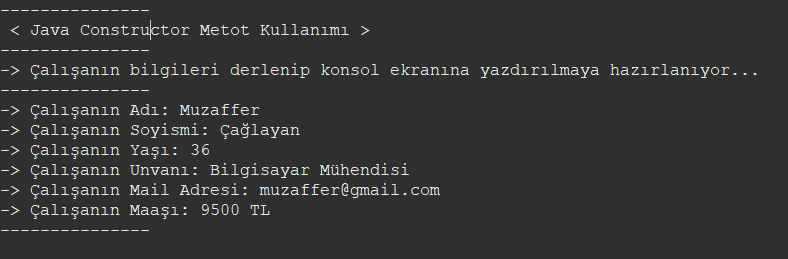 ---------------
< Java Constructor Metot Kullanımı >
---------------
-> Çalışanın bilgileri derlenip konsol ekranına yazdırılmaya hazırlanıyor...
---------------
-> Çalışanın Adı: Muzaffer
-> Çalışanın Soyismi: Çağlayan
-> Çalışanın Yaşı: 36
-> Çalışanın Unvanı: Bilgisayar Mühendisi
-> Çalışanın Mail Adresi: muzaffer@gmail.com
-> Çalışanın Maaşı: 9500 TL
---------------